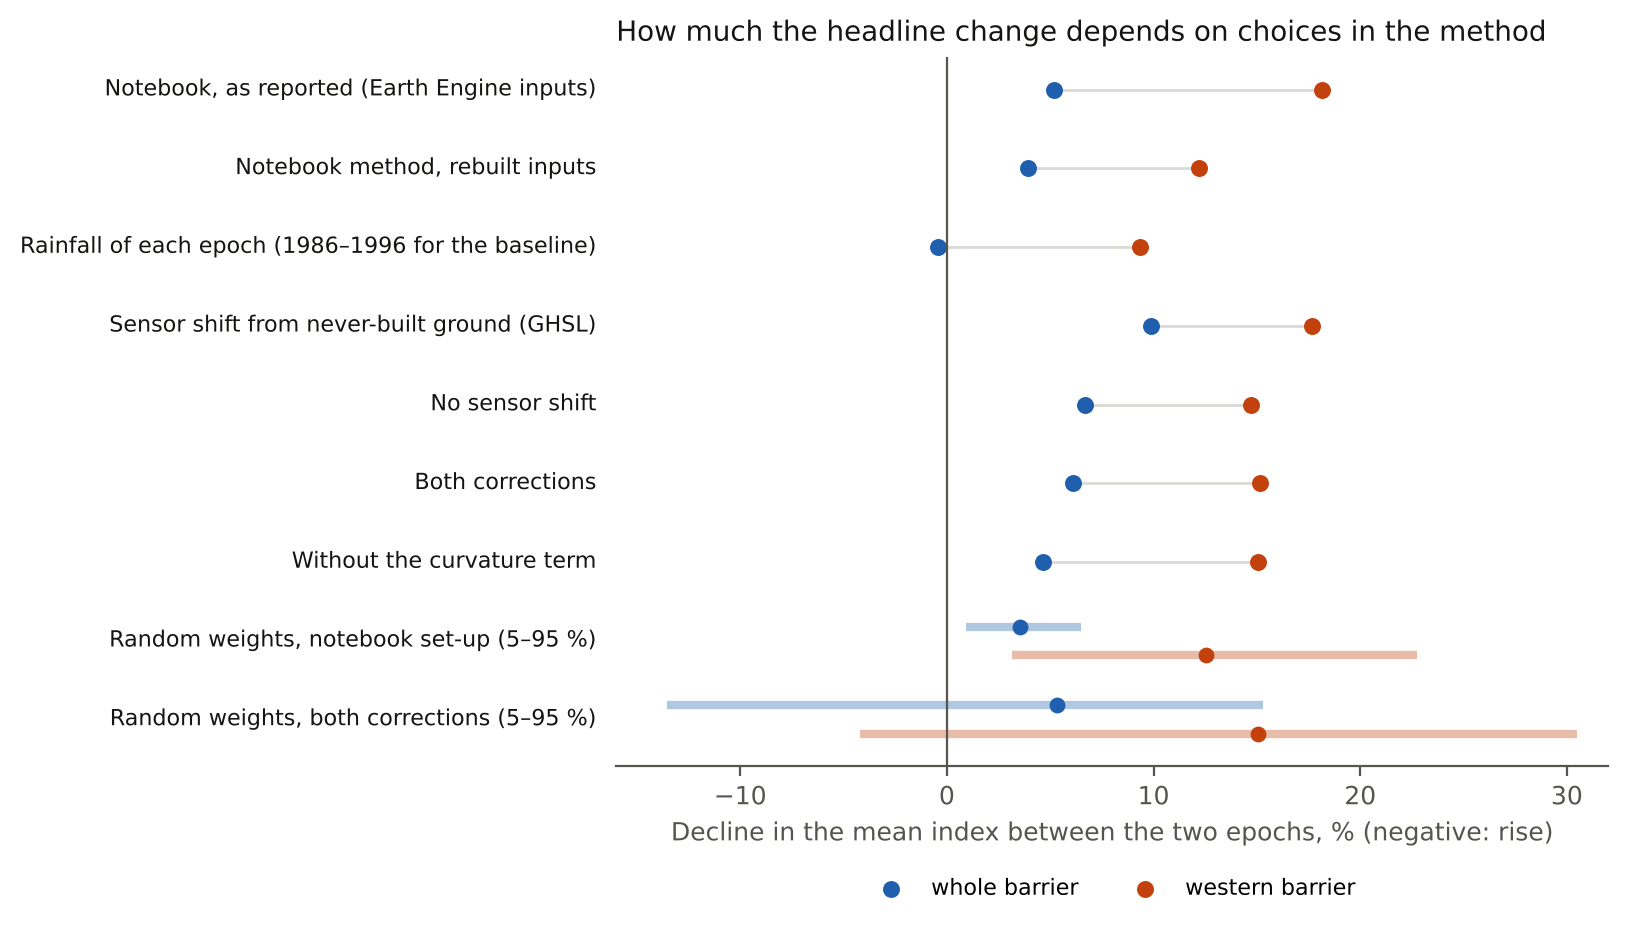 How much the headline change depends on choices in the method
Notebook, as reported (Earth Engine inputs)
Notebook method, rebuilt inputs
Rainfall of each epoch (1986–1996 for the baseline)
Sensor shift from never-built ground (GHSL)
No sensor shift
Both corrections
Without the curvature term
Random weights, notebook set-up (5–95 %)
Random weights, both corrections (5–95 %)
−10 0 10 20 30
Decline in the mean index between the two epochs, % (negative: rise)
whole barrier western barrier